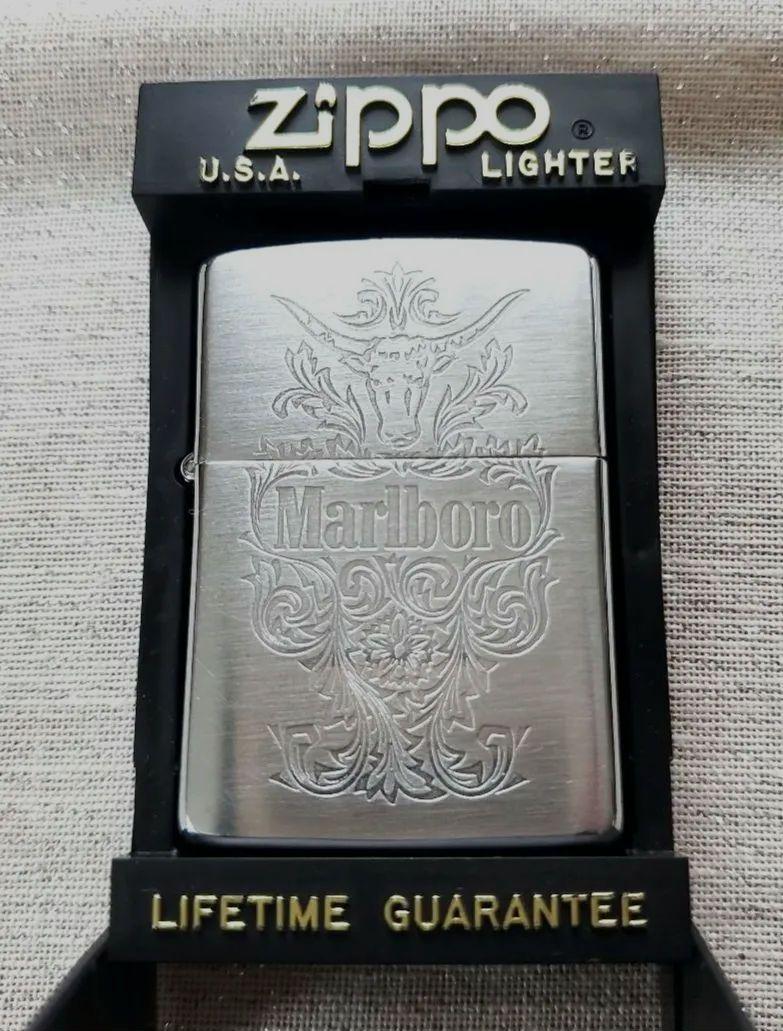 Zippo ®
U.S.A. LIGHTER
Marlboro
LIFETIME GUARANTEE